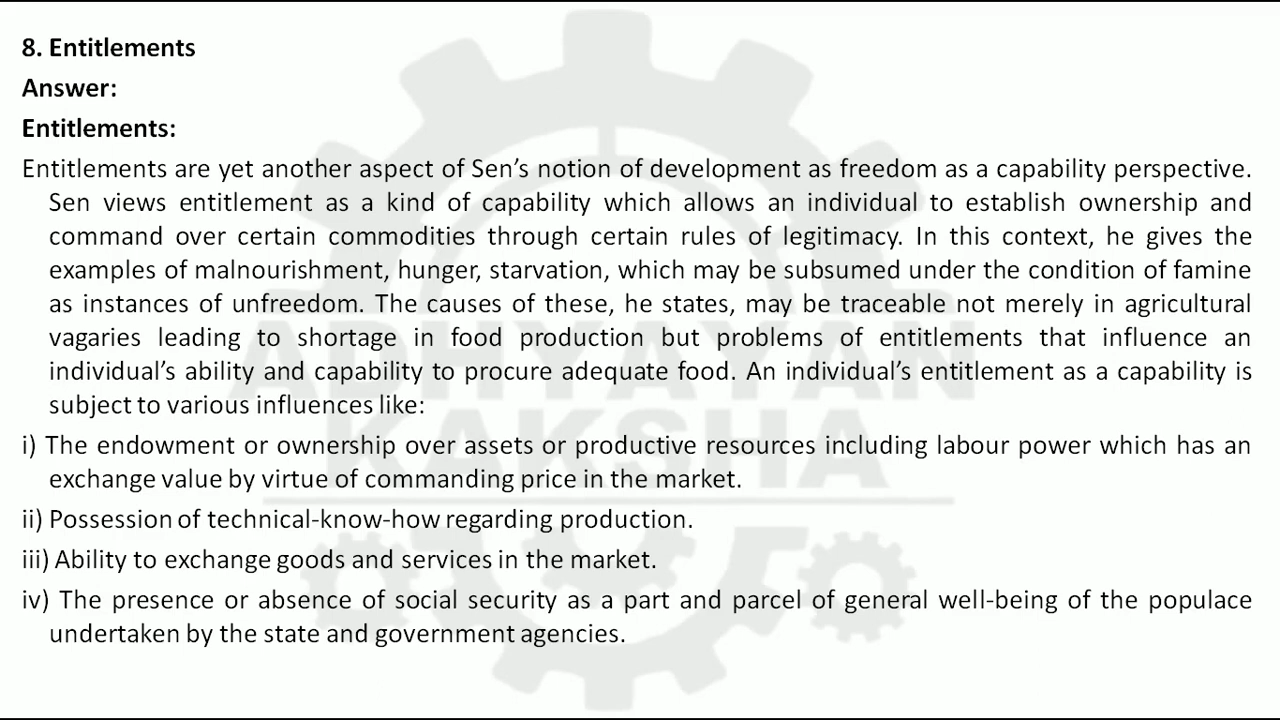 8. Entitlements
Answer:
Entitlements:
Entitlements are yet another aspect of Sen’s notion of development as freedom as a capability perspective.
Sen views entitlement as a kind of capability which allows an individual to establish ownership and
command over certain commodities through certain rules of legitimacy. In this context, he gives the
examples of malnourishment, hunger, starvation, which may be subsumed under the condition of famine
as instances of unfreedom. The causes of these, he states, may be traceable not merely in agricultural
vagaries leading to shortage in food production but problems of entitlements that influence an
individual’s ability and capability to procure adequate food. An individual’s entitlement as a capability is
subject to various influences like:
i) The endowment or ownership over assets or productive resources including labour power which has an
exchange value by virtue of commanding price in the market.
ii) Possession of technical-know-how regarding production.
iii) Ability to exchange goods and services in the market.
iv) The presence or absence of social security as a part and parcel of general well-being of the populace
undertaken by the state and government agencies.
ADHYAYAN
KAKSHA